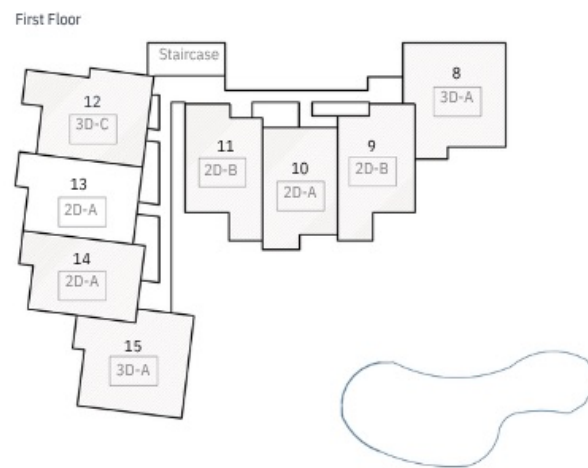 First Floor
Staircase
8
3D-A
12
3D-C
11
2D-B
10
2D-A
9
2D-B
13
2D-A
14
2D-A
15
3D-A